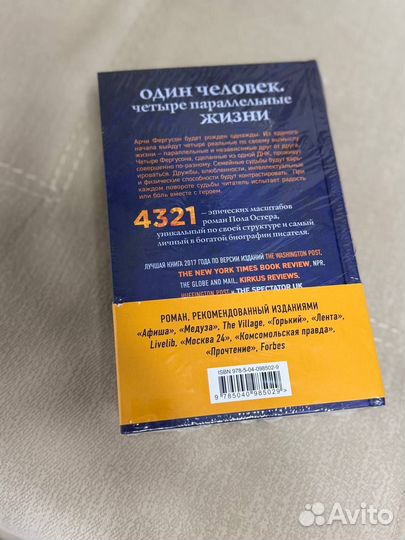 один человек.
четыре параллельные
жизни
Арчи Фергусон будет рожден однажды. Из единого
начала выйдут четыре реальные по своему вымыслу
жизни – параллельные и независимые друг от друга.
Четыре Фергусона, сделанные из одной ДНК, проживут
совершенно по-разному. Семейные судьбы будут варьи-
роваться. Дружбы, влюбленности, интеллектуальные
и физические способности будут контрастировать. При
каждом повороте судьбы читатель испытает радость
или боль вместе с героем.
4321 – эпических масштабов
роман Пола Остера,
уникальный по своей структуре и самый
личный в богатой биографии писателя.
ЛУЧШАЯ КНИГА 2017 ГОДА ПО ВЕРСИИ ИЗДАНИЙ THE WASHINGTON POST,
THE NEW YORK TIMES BOOK REVIEW, NPR,
THE GLOBE AND MAIL, KIRKUS REVIEWS,
HUFFINGTON POST и THE SPECTATOR UK
РОМАН, РЕКОМЕНДОВАННЫЙ ИЗДАНИЯМИ
«Афиша», «Медуза», The Village, «Горький», «Лента»,
Livelib, «Москва 24», «Комсомольская правда»,
«Прочтение», Forbes
ISBN 978-5-04-098502-9
9 785040 985029 >
Avito